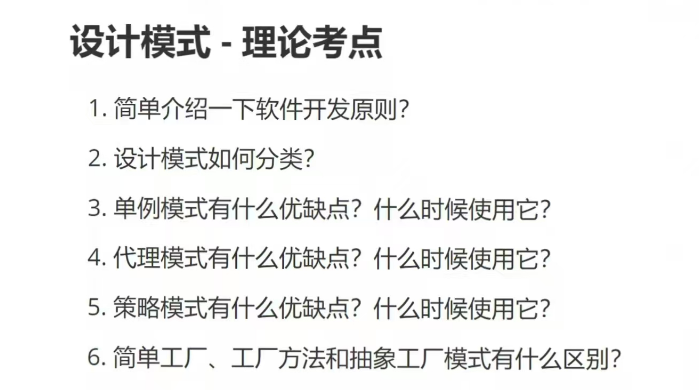 设计模式 - 理论考点
1. 简单介绍一下软件开发原则？
2. 设计模式如何分类？
3. 单例模式有什么优缺点？什么时候使用它？
4. 代理模式有什么优缺点？什么时候使用它？
5. 策略模式有什么优缺点？什么时候使用它？
6. 简单工厂、工厂方法和抽象工厂模式有什么区别？